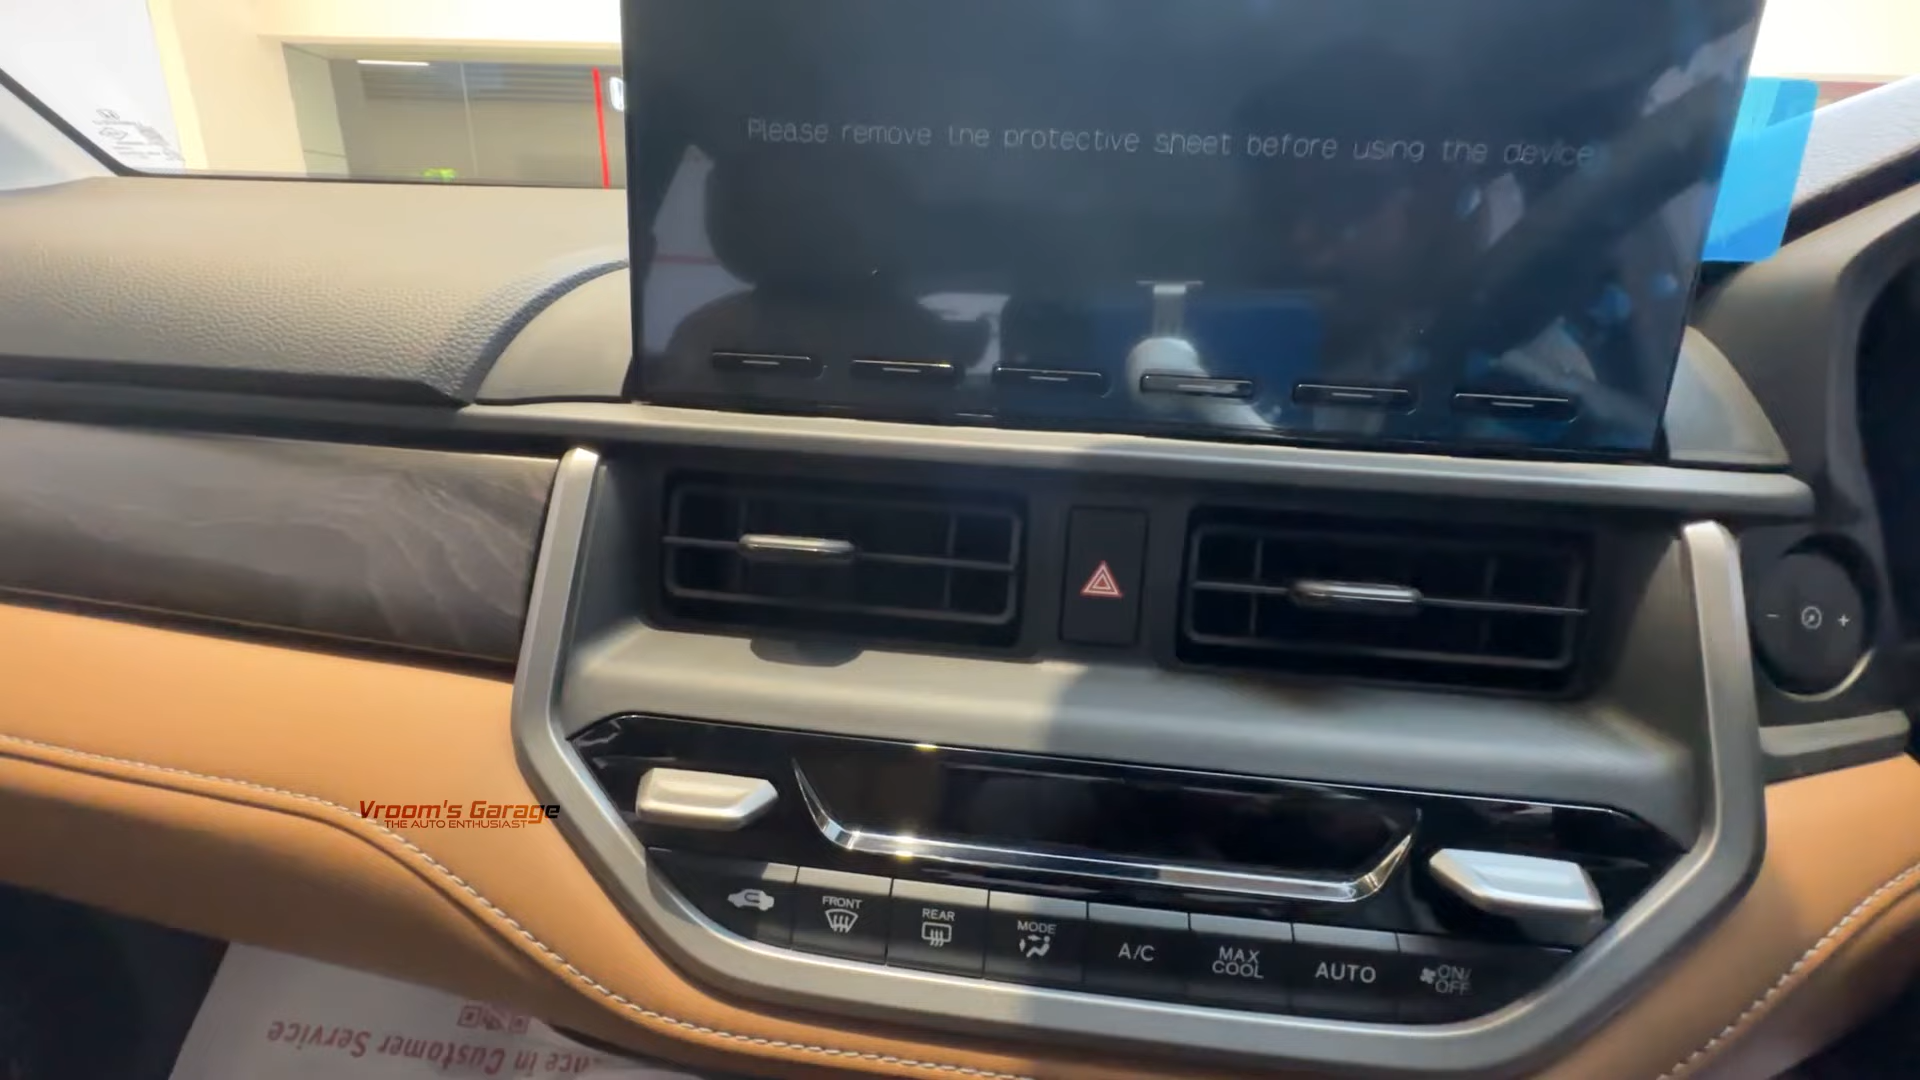 Please remove the protective sheet before using the device
- +
Vroom's Garage
THE AUTO ENTHUSIAST
FRONT
REAR
MODE
A/C
MAX
COOL
AUTO
ON/
OFF
in Customer Service